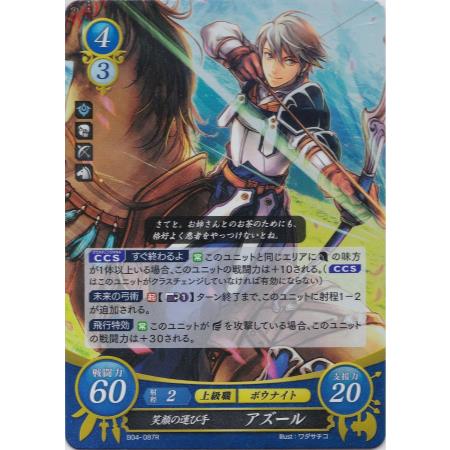 4
3
さてと。お姉さんとのお茶のためにも、
格好よく悪者をやっつけないとね。
CCS すぐ終わるよ 常 このユニットと同じエリアに の味方
が1体以上いる場合、このユニットの戦闘力は+10される。(CCS
はこのユニットがクラスチェンジしていなければ有効にならない)
未来の弓術 起 【 1】ターン終了まで、このユニットに射程1-2
が追加される。
飛行特効 常 このユニットが を攻撃している場合、このユニット
の戦闘力は+30される。
戦闘力 60
射程 2 上級職 ボウナイト
支援力 20
笑顔の運び手 アズール
B04-087R
Illust:ワダサチコ